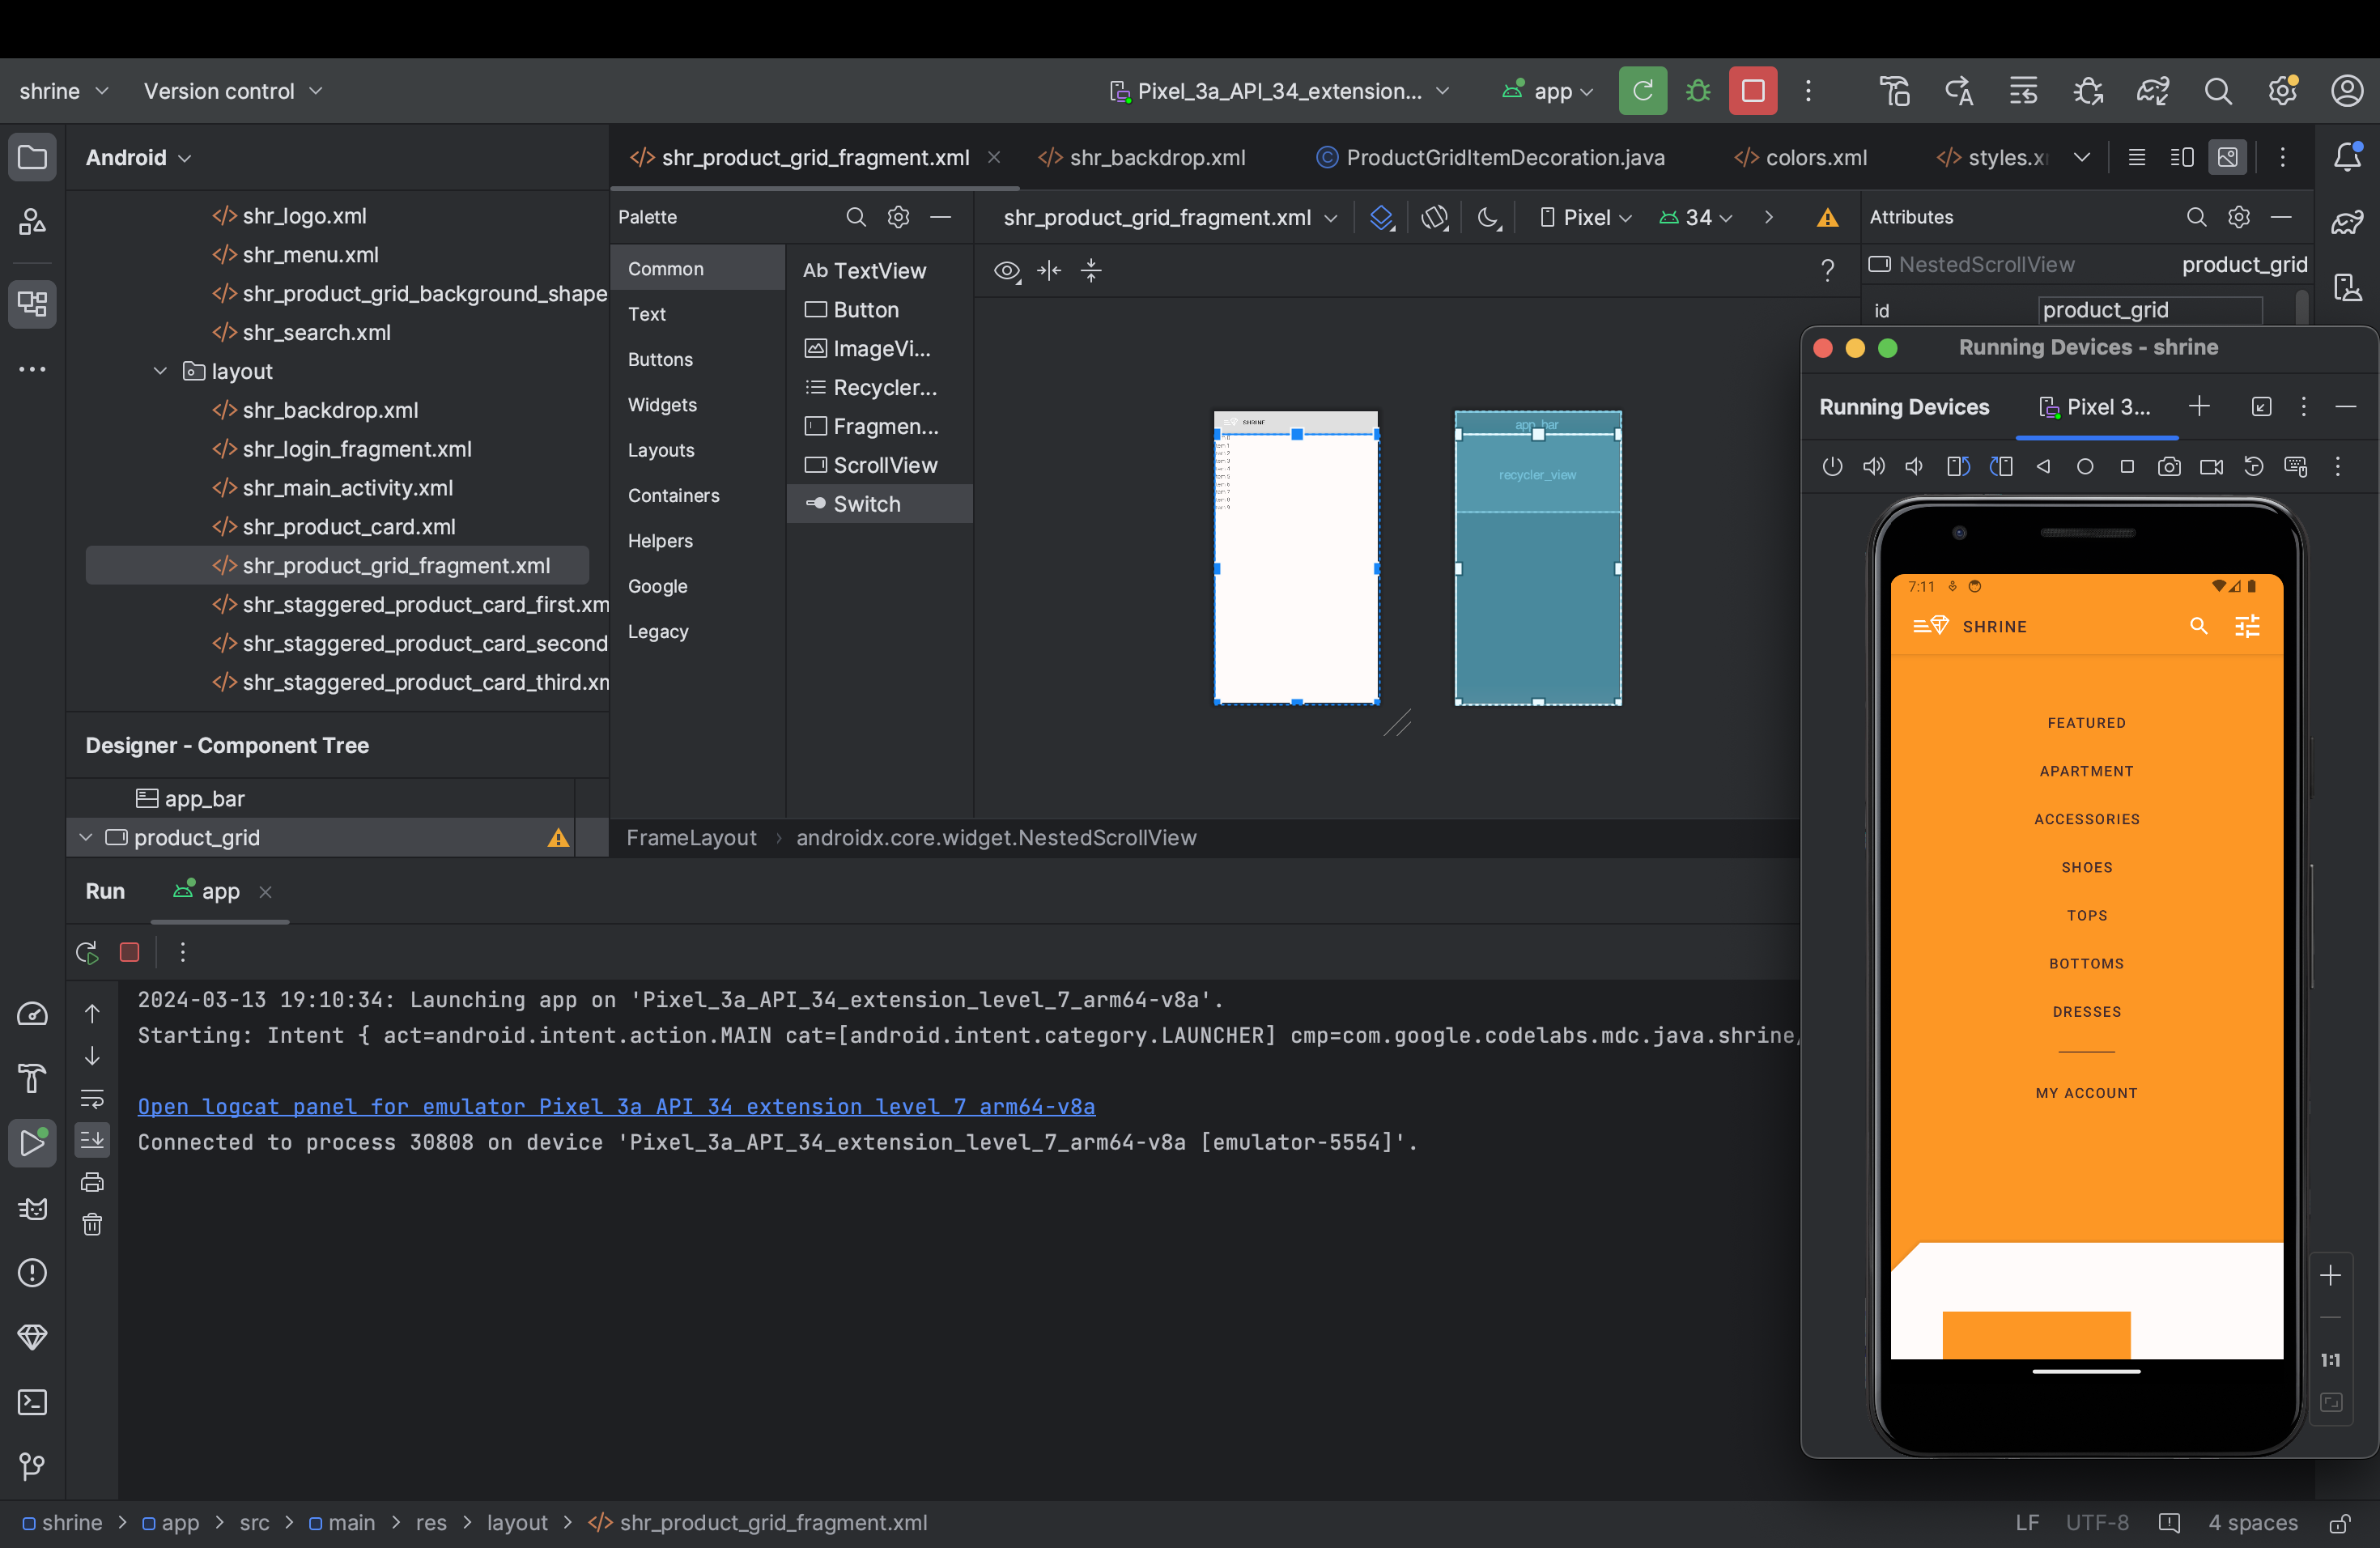 shrine
Version control
Pixel_3a_API_34_extension...
app
Android
shr_product_grid_fragment.xml
shr_backdrop.xml
ProductGridItemDecoration.java
colors.xml
styles.x
shr_logo.xml
shr_menu.xml
shr_product_grid_background_shape
shr_search.xml
layout
shr_backdrop.xml
shr_login_fragment.xml
shr_main_activity.xml
shr_product_card.xml
shr_product_grid_fragment.xml
shr_staggered_product_card_first.xm
shr_staggered_product_card_second
shr_staggered_product_card_third.xm
Palette
Common
Text
Buttons
Widgets
Layouts
Containers
Helpers
Google
Legacy
Ab TextView
Button
ImageVi...
Recycler...
Fragmen...
ScrollView
Switch
shr_product_grid_fragment.xml
Pixel
34
?
SHRINE
app_bar
recycler_view
Attributes
NestedScrollView
product_grid
id
product_grid
Designer - Component Tree
app_bar
product_grid
FrameLayout > androidx.core.widget.NestedScrollView
Running Devices - shrine
Running Devices
Pixel 3...
7:11
SHRINE
FEATURED
APARTMENT
ACCESSORIES
SHOES
TOPS
BOTTOMS
DRESSES
MY ACCOUNT
1:1
Run
app
2024-03-13 19:10:34: Launching app on 'Pixel_3a_API_34_extension_level_7_arm64-v8a'.
Starting: Intent { act=android.intent.action.MAIN cat=[android.intent.category.LAUNCHER] cmp=com.google.codelabs.mdc.java.shrine/
Open logcat panel for emulator Pixel 3a API 34 extension level 7 arm64-v8a
Connected to process 30808 on device 'Pixel_3a_API_34_extension_level_7_arm64-v8a [emulator-5554]'.
shrine > app > src > main > res > layout > shr_product_grid_fragment.xml
LF
UTF-8
4 spaces